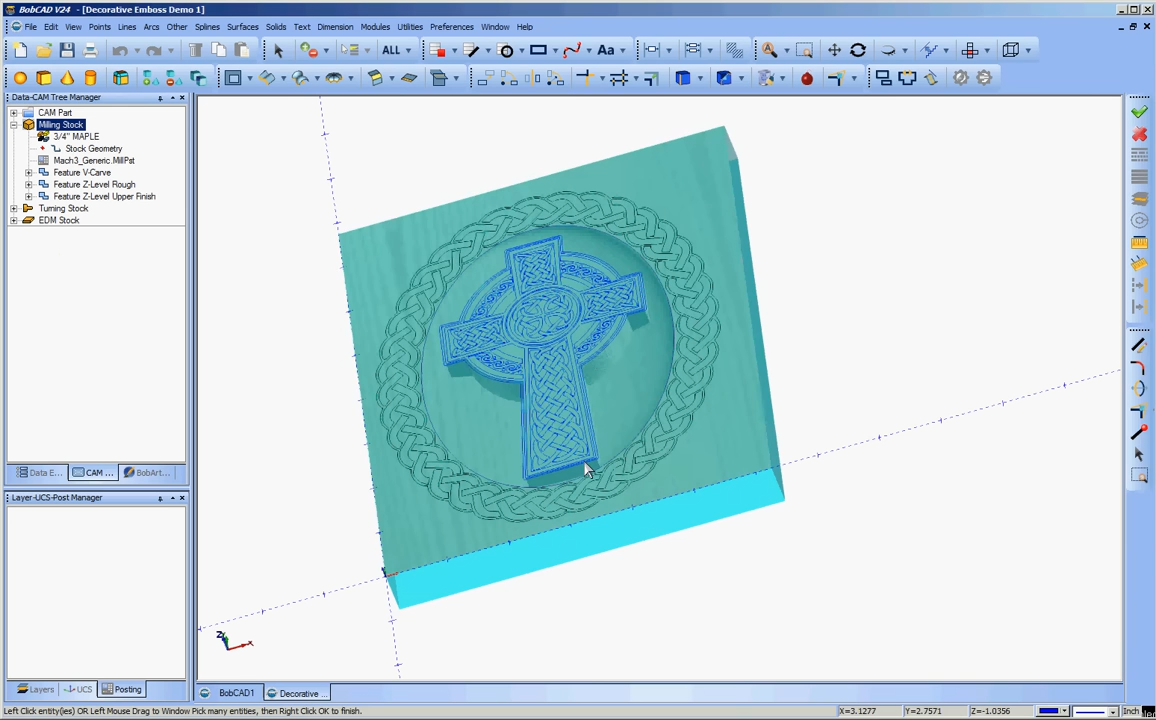 BobCAD V24 - [Decorative Emboss Demo 1]
File Edit View Points Lines Arcs Other Splines Surfaces Solids Text Dimension Modules Utilities Preferences Window Help
ALL
Aa
Data-CAM Tree Manager
CAM Part
Milling Stock
3/4" MAPLE
Stock Geometry
Mach3_Generic.MillPst
Feature V-Carve
Feature Z-Level Rough
Feature Z-Level Upper Finish
Turning Stock
EDM Stock
Data E... CAM ... BobArt...
Layer-UCS-Post Manager
Layers UCS Posting
BobCAD1 Decorative ...
Left Click entity(ies) OR Left Mouse Drag to Window Pick many entities, then Right Click OK to finish.
X=3.1277 Y=2.7571 Z=-1.0356 Inch